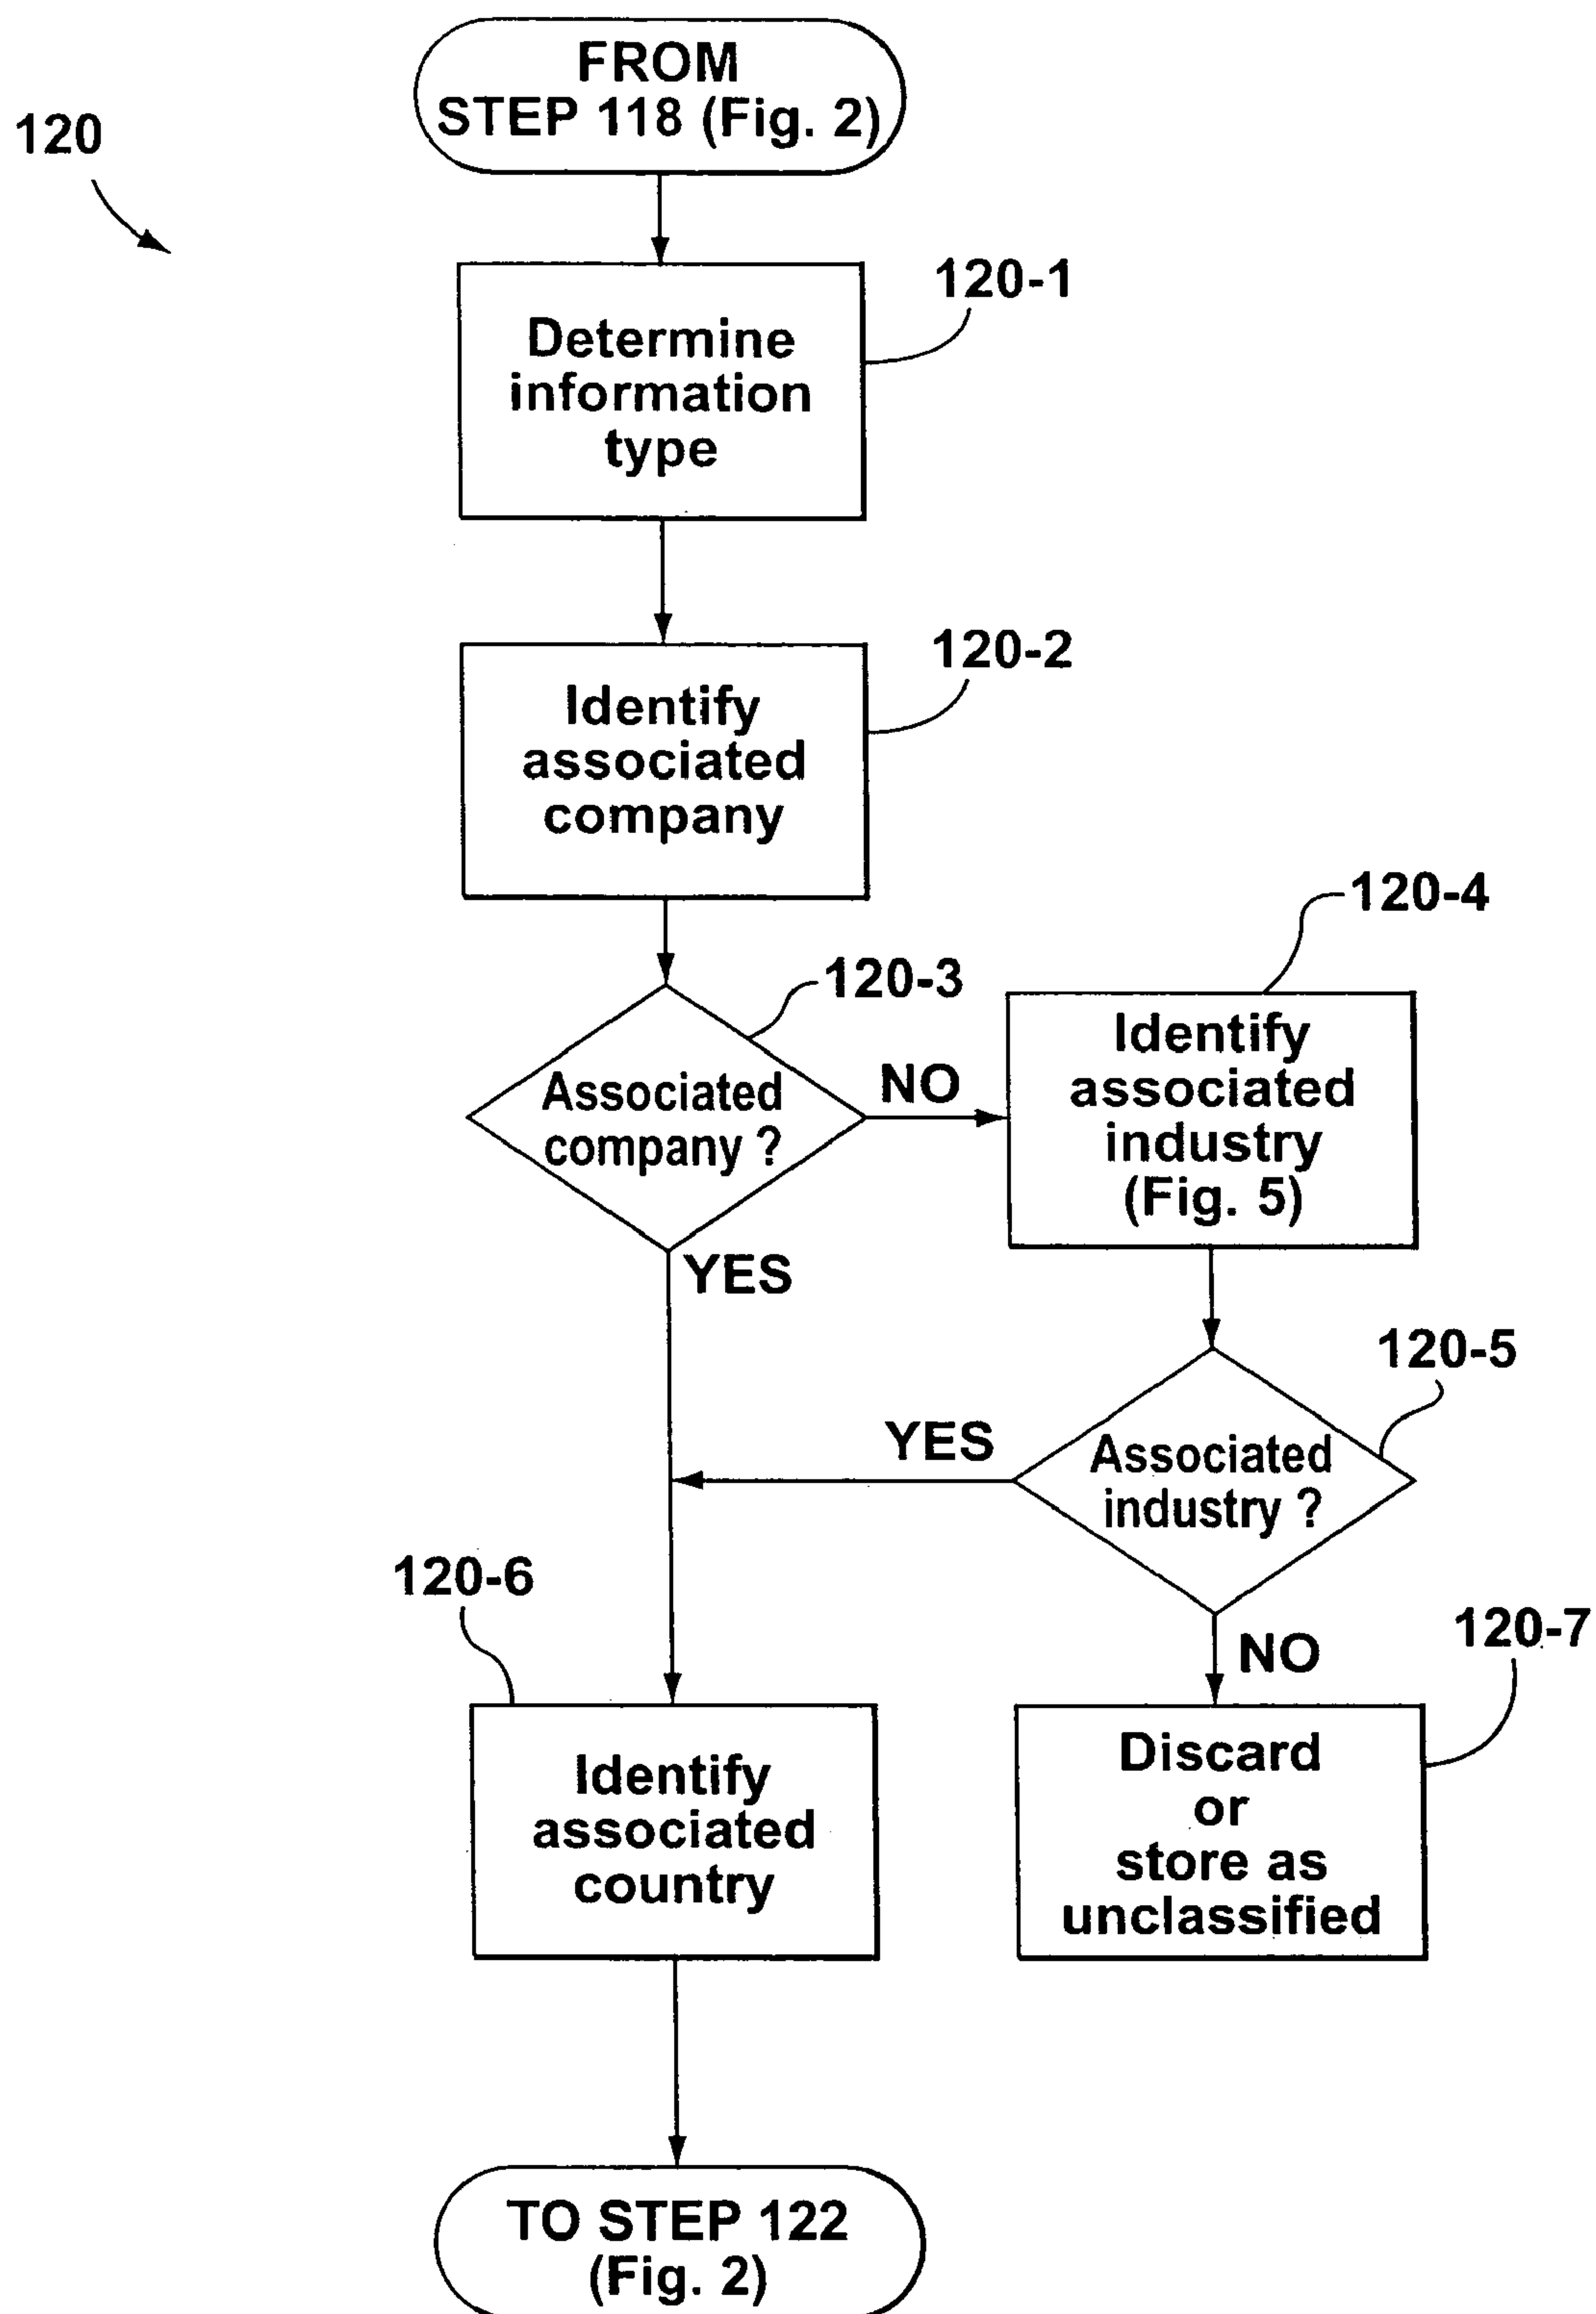 FROM
STEP 118 (Fig. 2)
120
120-1
Determine
information
type
120-2
Identify
associated
company
120-3
Associated
company ?
NO
YES
120-4
Identify
associated
industry
(Fig. 5)
120-5
Associated
industry ?
YES
NO
120-6
Identify
associated
country
120-7
Discard
or
store as
unclassified
TO STEP 122
(Fig. 2)